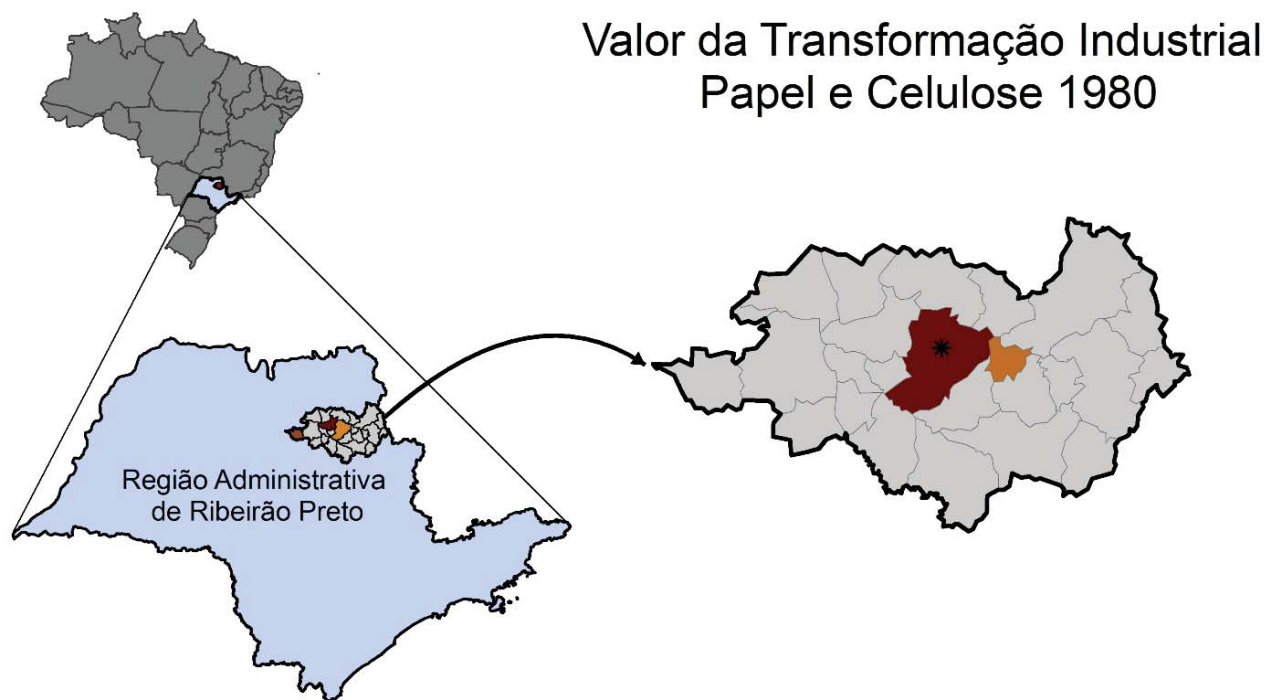 Valor da Transformação Industrial
Papel e Celulose 1980
Região Administrativa
de Ribeirão Preto